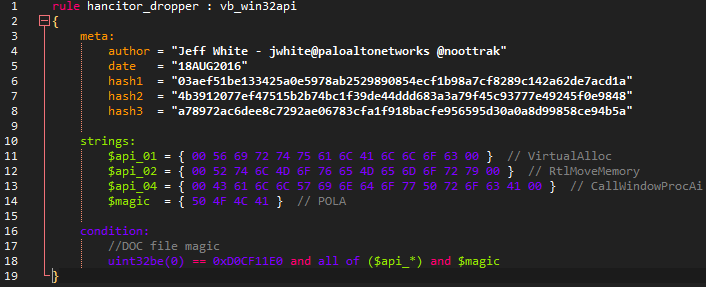 1 rule hancitor_dropper : vb_win32api
2 {
3 meta:
4 author = "Jeff White - jwhite@paloaltonetworks @noottrak"
5 date = "18AUG2016"
6 hash1 = "03aef51be133425a0e5978ab2529890854ecf1b98a7cf8289c142a62de7acd1a"
7 hash2 = "4b3912077ef47515b2b74bc1f39de44ddd683a3a79f45c93777e49245f0e9848"
8 hash3 = "a78972ac6dee8c7292ae06783cfa1f918bacfe956595d30a0a8d99858ce94b5a"
9
10 strings:
11 $api_01 = { 00 56 69 72 74 75 61 6C 41 6C 6C 6F 63 00 } // VirtualAlloc
12 $api_02 = { 00 52 74 6C 4D 6F 76 65 4D 65 6D 6F 72 79 00 } // RtlMoveMemory
13 $api_04 = { 00 43 61 6C 6C 57 69 6E 64 6F 77 50 72 6F 63 41 00 } // CallWindowProcAi
14 $magic = { 50 4F 4C 41 } // POLA
15
16 condition:
17 //DOC file magic
18 uint32be(0) == 0xD0CF11E0 and all of ($api_*) and $magic
19 }